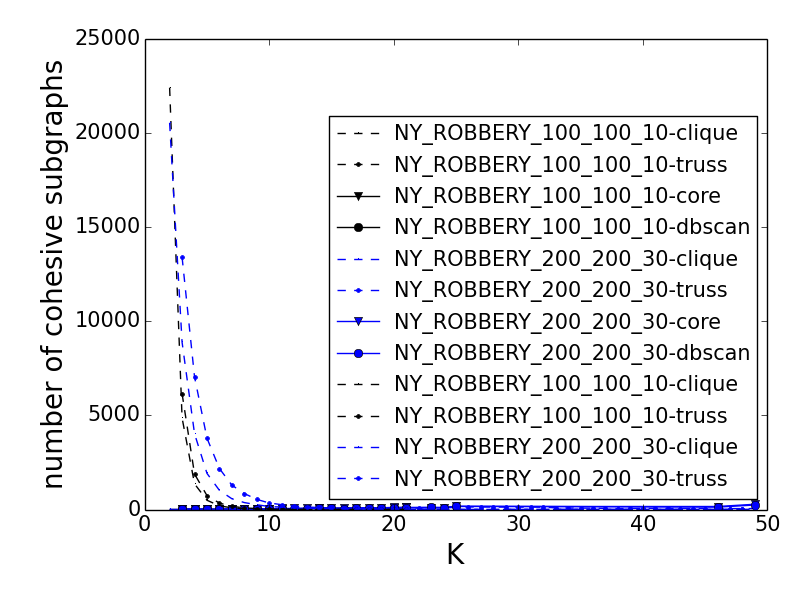 25000
20000
15000
10000
5000
0
number of cohesive subgraphs
NY_ROBBERY_100_100_10-clique
NY_ROBBERY_100_100_10-truss
NY_ROBBERY_100_100_10-core
NY_ROBBERY_100_100_10-dbscan
NY_ROBBERY_200_200_30-clique
NY_ROBBERY_200_200_30-truss
NY_ROBBERY_200_200_30-core
NY_ROBBERY_200_200_30-dbscan
NY_ROBBERY_100_100_10-clique
NY_ROBBERY_100_100_10-truss
NY_ROBBERY_200_200_30-clique
NY_ROBBERY_200_200_30-truss
0 10 20 30 40 50
K